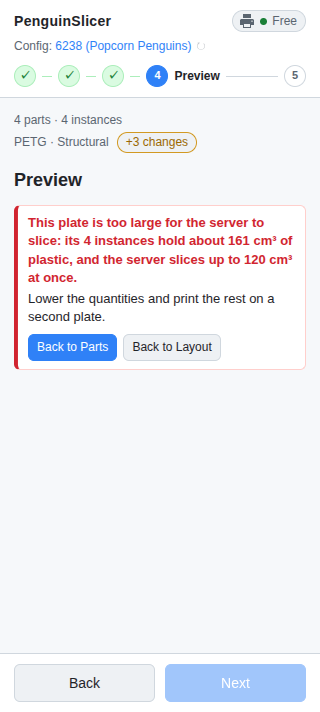 PenguinSlicer
Free
Config: 6238 (Popcorn Penguins)
4 Preview 5
4 parts · 4 instances
PETG · Structural +3 changes
Preview
This plate is too large for the server to
slice: its 4 instances hold about 161 cm³ of
plastic, and the server slices up to 120 cm³
at once.
Lower the quantities and print the rest on a
second plate.
Back to Parts Back to Layout
Back Next